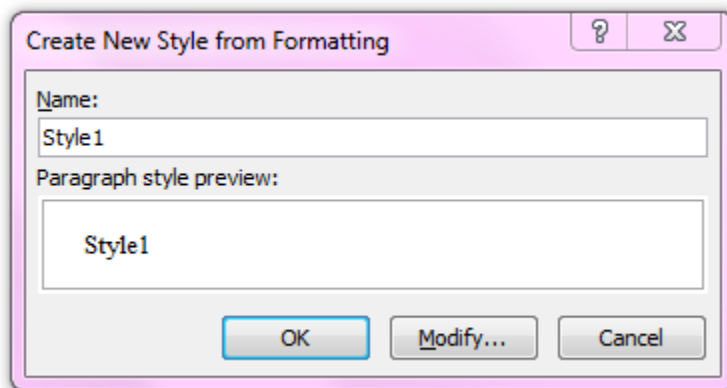 Create New Style from Formatting
Name:
Style1
Paragraph style preview:
Style1
OK Modify... Cancel